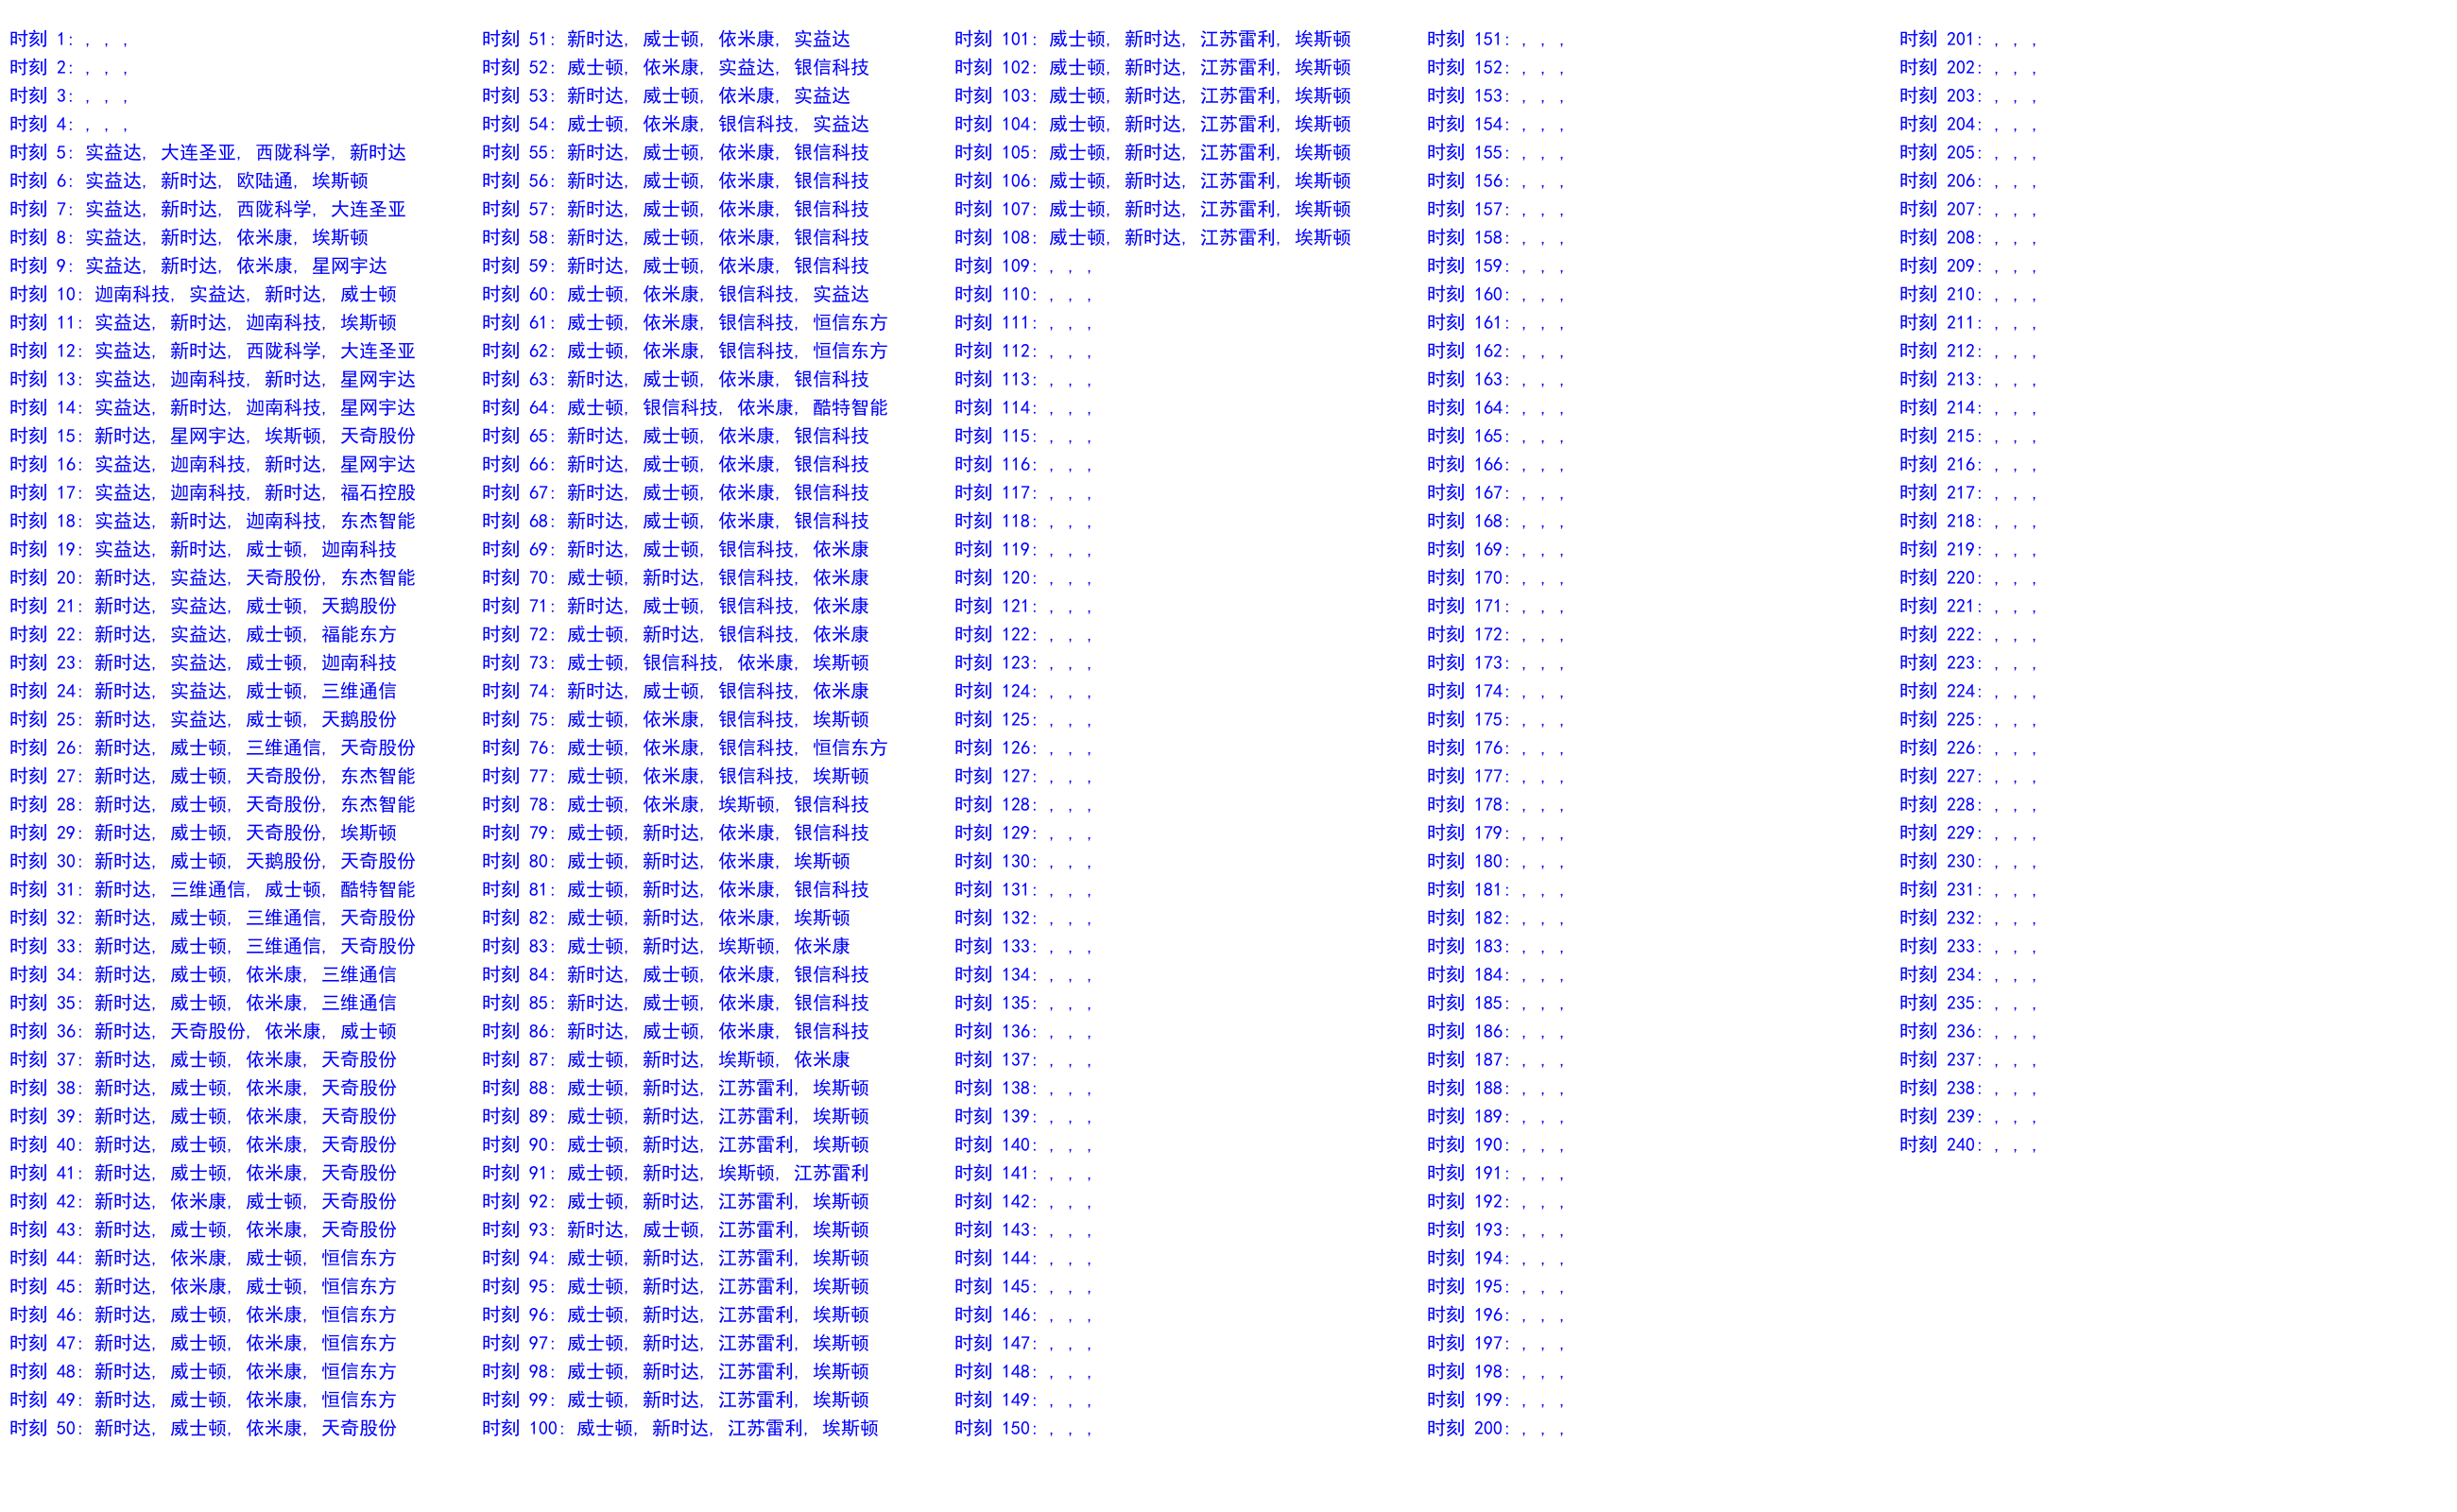 时刻 1: , , ,
时刻 2: , , ,
时刻 3: , , ,
时刻 4: , , ,
时刻 5: 实益达, 大连圣亚, 西陇科学, 新时达
时刻 6: 实益达, 新时达, 欧陆通, 埃斯顿
时刻 7: 实益达, 新时达, 西陇科学, 大连圣亚
时刻 8: 实益达, 新时达, 依米康, 埃斯顿
时刻 9: 实益达, 新时达, 依米康, 星网宇达
时刻 10: 迦南科技, 实益达, 新时达, 威士顿
时刻 11: 实益达, 新时达, 迦南科技, 埃斯顿
时刻 12: 实益达, 新时达, 西陇科学, 大连圣亚
时刻 13: 实益达, 迦南科技, 新时达, 星网宇达
时刻 14: 实益达, 新时达, 迦南科技, 星网宇达
时刻 15: 新时达, 星网宇达, 埃斯顿, 天奇股份
时刻 16: 实益达, 迦南科技, 新时达, 星网宇达
时刻 17: 实益达, 迦南科技, 新时达, 福石控股
时刻 18: 实益达, 新时达, 迦南科技, 东杰智能
时刻 19: 实益达, 新时达, 威士顿, 迦南科技
时刻 20: 新时达, 实益达, 天奇股份, 东杰智能
时刻 21: 新时达, 实益达, 威士顿, 天鹅股份
时刻 22: 新时达, 实益达, 威士顿, 福能东方
时刻 23: 新时达, 实益达, 威士顿, 迦南科技
时刻 24: 新时达, 实益达, 威士顿, 三维通信
时刻 25: 新时达, 实益达, 威士顿, 天鹅股份
时刻 26: 新时达, 威士顿, 三维通信, 天奇股份
时刻 27: 新时达, 威士顿, 天奇股份, 东杰智能
时刻 28: 新时达, 威士顿, 天奇股份, 东杰智能
时刻 29: 新时达, 威士顿, 天奇股份, 埃斯顿
时刻 30: 新时达, 威士顿, 天鹅股份, 天奇股份
时刻 31: 新时达, 三维通信, 威士顿, 酷特智能
时刻 32: 新时达, 威士顿, 三维通信, 天奇股份
时刻 33: 新时达, 威士顿, 三维通信, 天奇股份
时刻 34: 新时达, 威士顿, 依米康, 三维通信
时刻 35: 新时达, 威士顿, 依米康, 三维通信
时刻 36: 新时达, 天奇股份, 依米康, 威士顿
时刻 37: 新时达, 威士顿, 依米康, 天奇股份
时刻 38: 新时达, 威士顿, 依米康, 天奇股份
时刻 39: 新时达, 威士顿, 依米康, 天奇股份
时刻 40: 新时达, 威士顿, 依米康, 天奇股份
时刻 41: 新时达, 威士顿, 依米康, 天奇股份
时刻 42: 新时达, 依米康, 威士顿, 天奇股份
时刻 43: 新时达, 威士顿, 依米康, 天奇股份
时刻 44: 新时达, 依米康, 威士顿, 恒信东方
时刻 45: 新时达, 依米康, 威士顿, 恒信东方
时刻 46: 新时达, 威士顿, 依米康, 恒信东方
时刻 47: 新时达, 威士顿, 依米康, 恒信东方
时刻 48: 新时达, 威士顿, 依米康, 恒信东方
时刻 49: 新时达, 威士顿, 依米康, 恒信东方
时刻 50: 新时达, 威士顿, 依米康, 天奇股份
时刻 51: 新时达, 威士顿, 依米康, 实益达
时刻 52: 威士顿, 依米康, 实益达, 银信科技
时刻 53: 新时达, 威士顿, 依米康, 实益达
时刻 54: 威士顿, 依米康, 银信科技, 实益达
时刻 55: 新时达, 威士顿, 依米康, 银信科技
时刻 56: 新时达, 威士顿, 依米康, 银信科技
时刻 57: 新时达, 威士顿, 依米康, 银信科技
时刻 58: 新时达, 威士顿, 依米康, 银信科技
时刻 59: 新时达, 威士顿, 依米康, 银信科技
时刻 60: 威士顿, 依米康, 银信科技, 实益达
时刻 61: 威士顿, 依米康, 银信科技, 恒信东方
时刻 62: 威士顿, 依米康, 银信科技, 恒信东方
时刻 63: 新时达, 威士顿, 依米康, 银信科技
时刻 64: 威士顿, 银信科技, 依米康, 酷特智能
时刻 65: 新时达, 威士顿, 依米康, 银信科技
时刻 66: 新时达, 威士顿, 依米康, 银信科技
时刻 67: 新时达, 威士顿, 依米康, 银信科技
时刻 68: 新时达, 威士顿, 依米康, 银信科技
时刻 69: 新时达, 威士顿, 银信科技, 依米康
时刻 70: 威士顿, 新时达, 银信科技, 依米康
时刻 71: 新时达, 威士顿, 银信科技, 依米康
时刻 72: 威士顿, 新时达, 银信科技, 依米康
时刻 73: 威士顿, 银信科技, 依米康, 埃斯顿
时刻 74: 新时达, 威士顿, 银信科技, 依米康
时刻 75: 威士顿, 依米康, 银信科技, 埃斯顿
时刻 76: 威士顿, 依米康, 银信科技, 恒信东方
时刻 77: 威士顿, 依米康, 银信科技, 埃斯顿
时刻 78: 威士顿, 依米康, 埃斯顿, 银信科技
时刻 79: 威士顿, 新时达, 依米康, 银信科技
时刻 80: 威士顿, 新时达, 依米康, 埃斯顿
时刻 81: 威士顿, 新时达, 依米康, 银信科技
时刻 82: 威士顿, 新时达, 依米康, 埃斯顿
时刻 83: 威士顿, 新时达, 埃斯顿, 依米康
时刻 84: 新时达, 威士顿, 依米康, 银信科技
时刻 85: 新时达, 威士顿, 依米康, 银信科技
时刻 86: 新时达, 威士顿, 依米康, 银信科技
时刻 87: 威士顿, 新时达, 埃斯顿, 依米康
时刻 88: 威士顿, 新时达, 江苏雷利, 埃斯顿
时刻 89: 威士顿, 新时达, 江苏雷利, 埃斯顿
时刻 90: 威士顿, 新时达, 江苏雷利, 埃斯顿
时刻 91: 威士顿, 新时达, 埃斯顿, 江苏雷利
时刻 92: 威士顿, 新时达, 江苏雷利, 埃斯顿
时刻 93: 新时达, 威士顿, 江苏雷利, 埃斯顿
时刻 94: 威士顿, 新时达, 江苏雷利, 埃斯顿
时刻 95: 威士顿, 新时达, 江苏雷利, 埃斯顿
时刻 96: 威士顿, 新时达, 江苏雷利, 埃斯顿
时刻 97: 威士顿, 新时达, 江苏雷利, 埃斯顿
时刻 98: 威士顿, 新时达, 江苏雷利, 埃斯顿
时刻 99: 威士顿, 新时达, 江苏雷利, 埃斯顿
时刻 100: 威士顿, 新时达, 江苏雷利, 埃斯顿
时刻 101: 威士顿, 新时达, 江苏雷利, 埃斯顿
时刻 102: 威士顿, 新时达, 江苏雷利, 埃斯顿
时刻 103: 威士顿, 新时达, 江苏雷利, 埃斯顿
时刻 104: 威士顿, 新时达, 江苏雷利, 埃斯顿
时刻 105: 威士顿, 新时达, 江苏雷利, 埃斯顿
时刻 106: 威士顿, 新时达, 江苏雷利, 埃斯顿
时刻 107: 威士顿, 新时达, 江苏雷利, 埃斯顿
时刻 108: 威士顿, 新时达, 江苏雷利, 埃斯顿
时刻 109: , , ,
时刻 110: , , ,
时刻 111: , , ,
时刻 112: , , ,
时刻 113: , , ,
时刻 114: , , ,
时刻 115: , , ,
时刻 116: , , ,
时刻 117: , , ,
时刻 118: , , ,
时刻 119: , , ,
时刻 120: , , ,
时刻 121: , , ,
时刻 122: , , ,
时刻 123: , , ,
时刻 124: , , ,
时刻 125: , , ,
时刻 126: , , ,
时刻 127: , , ,
时刻 128: , , ,
时刻 129: , , ,
时刻 130: , , ,
时刻 131: , , ,
时刻 132: , , ,
时刻 133: , , ,
时刻 134: , , ,
时刻 135: , , ,
时刻 136: , , ,
时刻 137: , , ,
时刻 138: , , ,
时刻 139: , , ,
时刻 140: , , ,
时刻 141: , , ,
时刻 142: , , ,
时刻 143: , , ,
时刻 144: , , ,
时刻 145: , , ,
时刻 146: , , ,
时刻 147: , , ,
时刻 148: , , ,
时刻 149: , , ,
时刻 150: , , ,
时刻 151: , , ,
时刻 152: , , ,
时刻 153: , , ,
时刻 154: , , ,
时刻 155: , , ,
时刻 156: , , ,
时刻 157: , , ,
时刻 158: , , ,
时刻 159: , , ,
时刻 160: , , ,
时刻 161: , , ,
时刻 162: , , ,
时刻 163: , , ,
时刻 164: , , ,
时刻 165: , , ,
时刻 166: , , ,
时刻 167: , , ,
时刻 168: , , ,
时刻 169: , , ,
时刻 170: , , ,
时刻 171: , , ,
时刻 172: , , ,
时刻 173: , , ,
时刻 174: , , ,
时刻 175: , , ,
时刻 176: , , ,
时刻 177: , , ,
时刻 178: , , ,
时刻 179: , , ,
时刻 180: , , ,
时刻 181: , , ,
时刻 182: , , ,
时刻 183: , , ,
时刻 184: , , ,
时刻 185: , , ,
时刻 186: , , ,
时刻 187: , , ,
时刻 188: , , ,
时刻 189: , , ,
时刻 190: , , ,
时刻 191: , , ,
时刻 192: , , ,
时刻 193: , , ,
时刻 194: , , ,
时刻 195: , , ,
时刻 196: , , ,
时刻 197: , , ,
时刻 198: , , ,
时刻 199: , , ,
时刻 200: , , ,
时刻 201: , , ,
时刻 202: , , ,
时刻 203: , , ,
时刻 204: , , ,
时刻 205: , , ,
时刻 206: , , ,
时刻 207: , , ,
时刻 208: , , ,
时刻 209: , , ,
时刻 210: , , ,
时刻 211: , , ,
时刻 212: , , ,
时刻 213: , , ,
时刻 214: , , ,
时刻 215: , , ,
时刻 216: , , ,
时刻 217: , , ,
时刻 218: , , ,
时刻 219: , , ,
时刻 220: , , ,
时刻 221: , , ,
时刻 222: , , ,
时刻 223: , , ,
时刻 224: , , ,
时刻 225: , , ,
时刻 226: , , ,
时刻 227: , , ,
时刻 228: , , ,
时刻 229: , , ,
时刻 230: , , ,
时刻 231: , , ,
时刻 232: , , ,
时刻 233: , , ,
时刻 234: , , ,
时刻 235: , , ,
时刻 236: , , ,
时刻 237: , , ,
时刻 238: , , ,
时刻 239: , , ,
时刻 240: , , ,